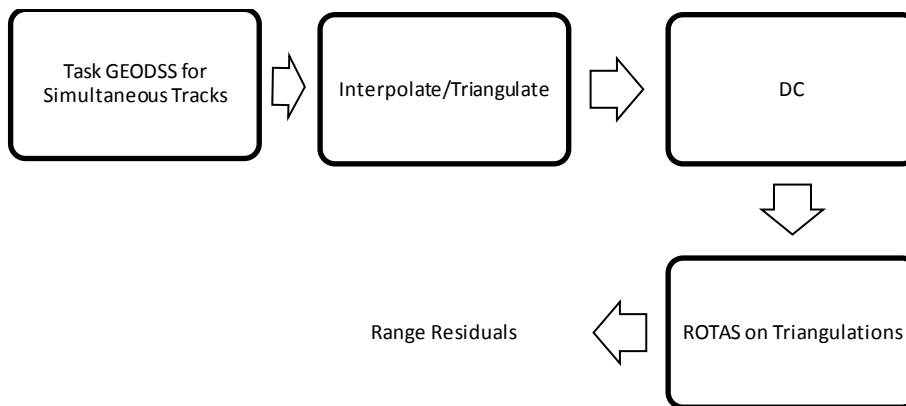 Task GEODSS for
Simultaneous Tracks
Interpolate/Triangulate
DC
Range Residuals
ROTAS on Triangulations